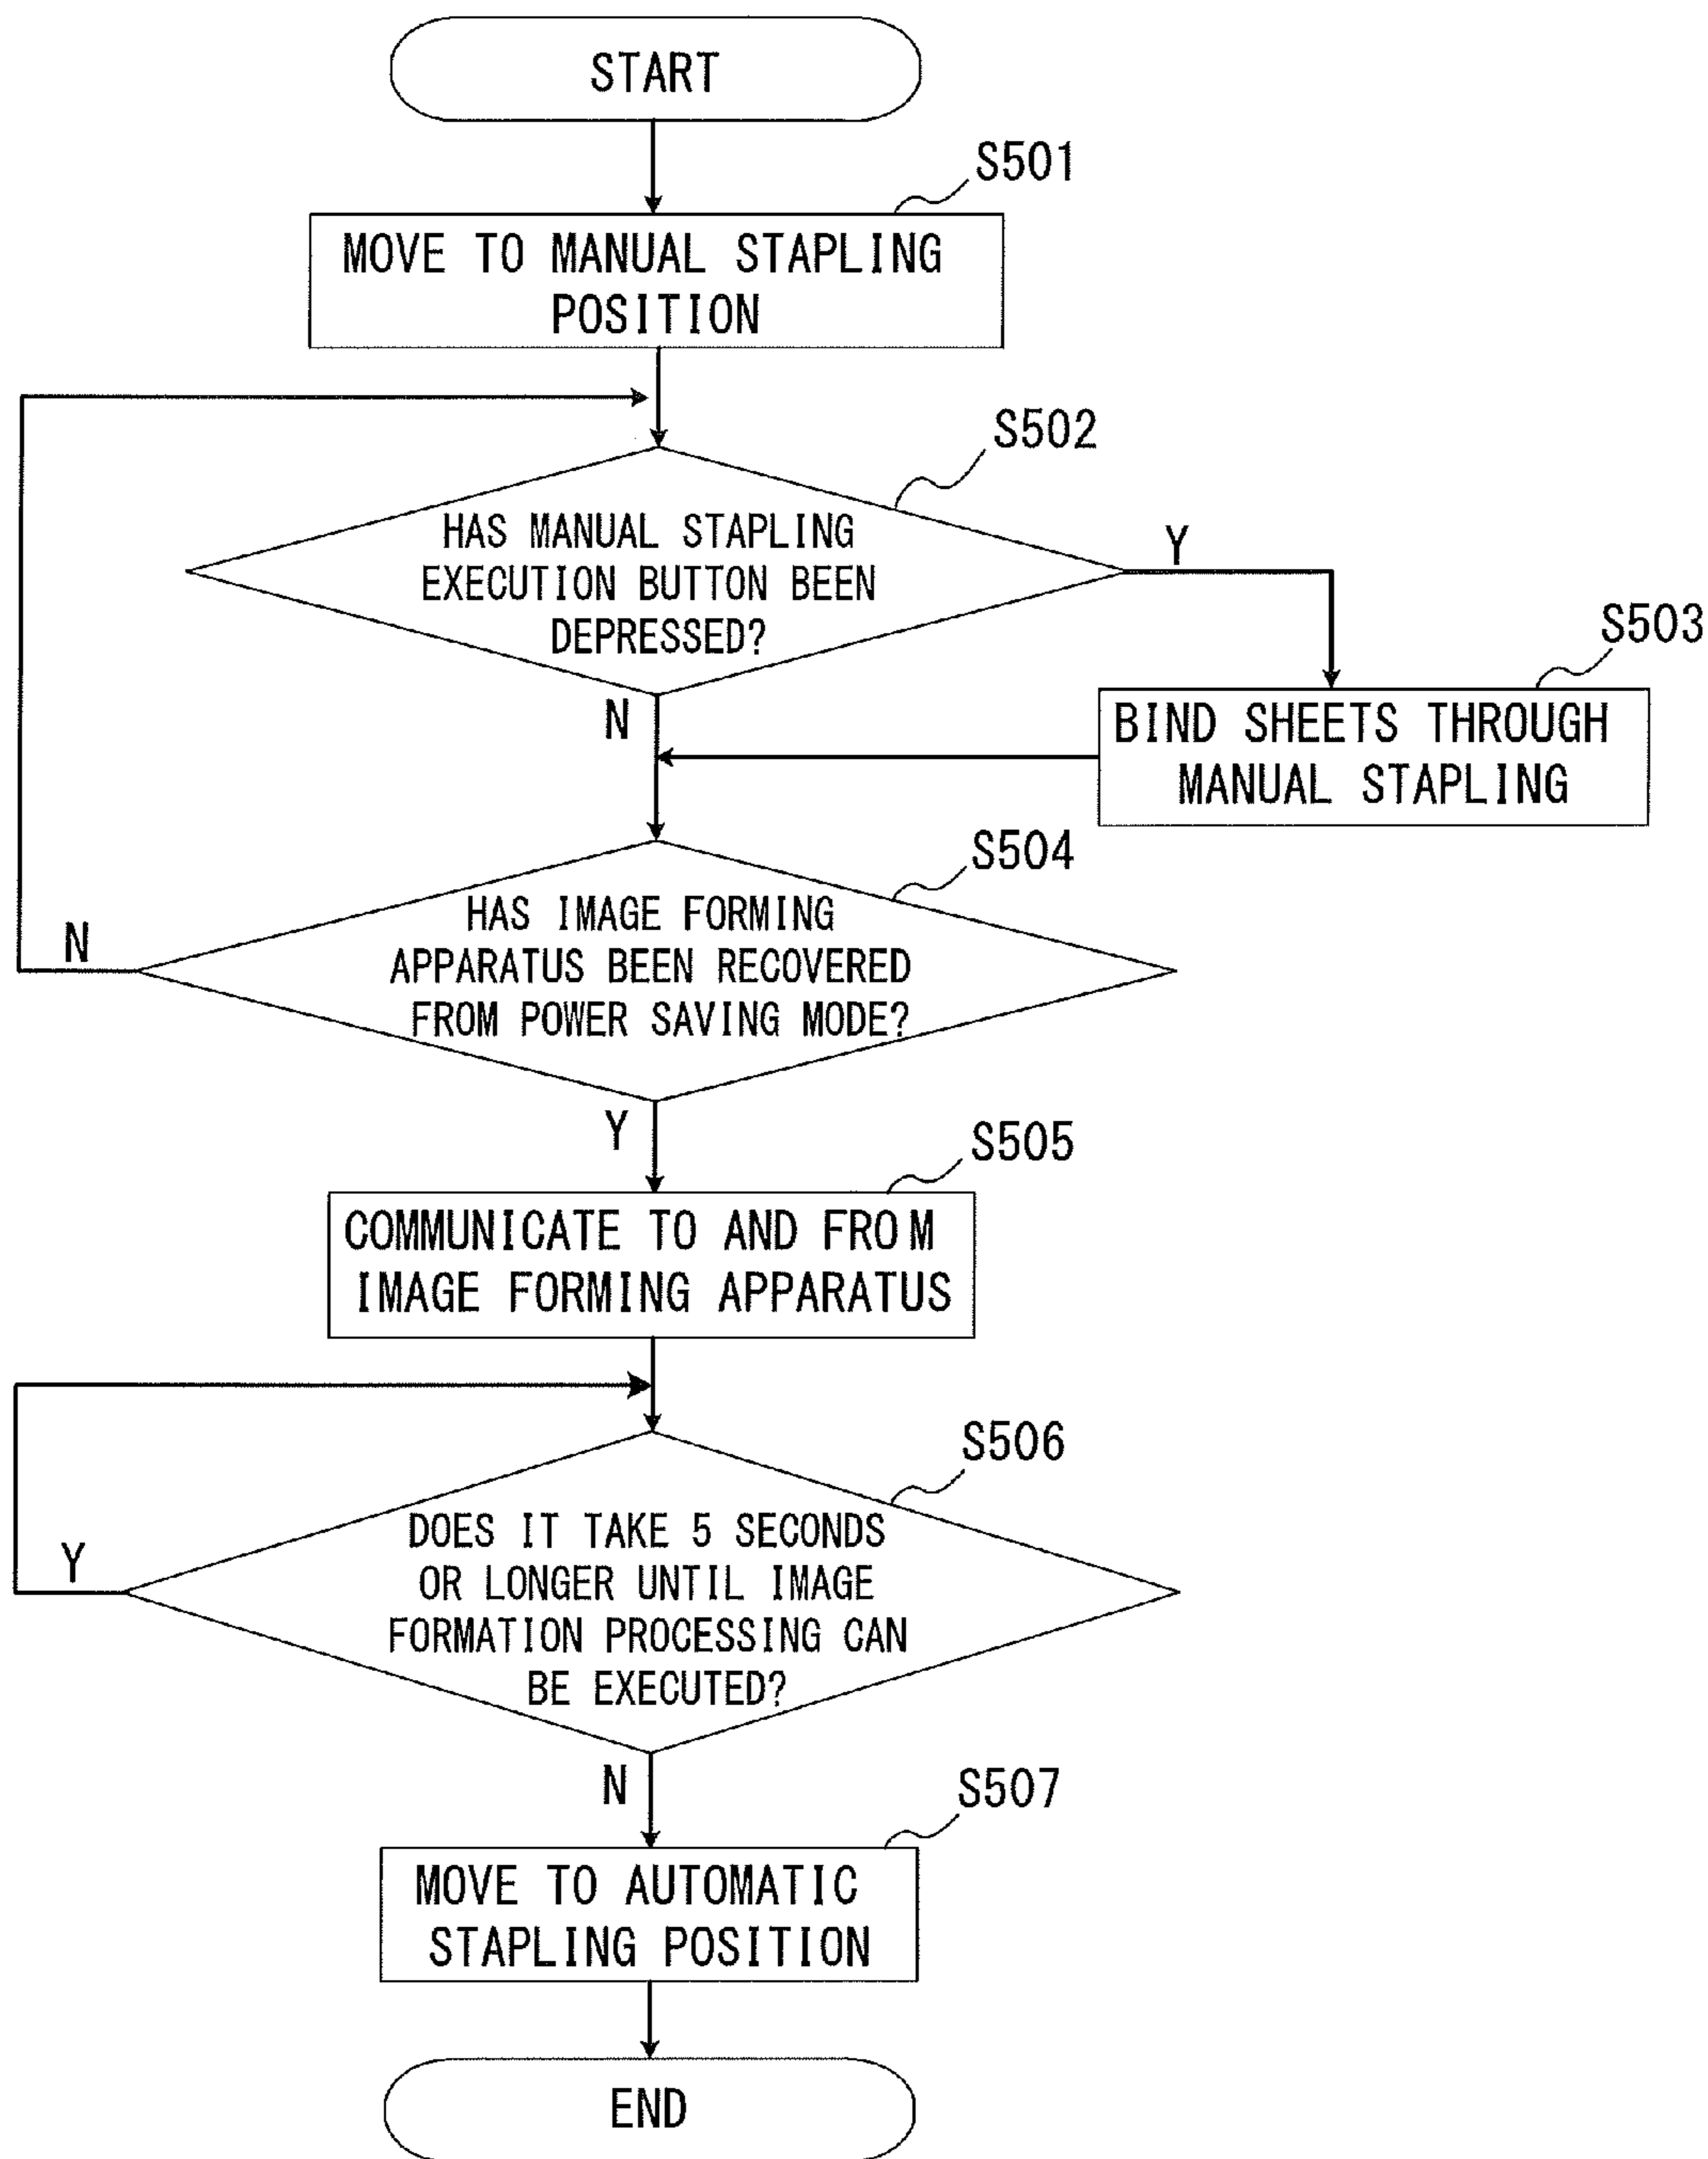 START
S501
MOVE TO MANUAL STAPLING
POSITION
S502
HAS MANUAL STAPLING
EXECUTION BUTTON BEEN
DEPRESSED?
Y
N
S503
BIND SHEETS THROUGH
MANUAL STAPLING
S504
HAS IMAGE FORMING
APPARATUS BEEN RECOVERED
FROM POWER SAVING MODE?
N
Y
S505
COMMUNICATE TO AND FROM
IMAGE FORMING APPARATUS
S506
DOES IT TAKE 5 SECONDS
OR LONGER UNTIL IMAGE
FORMATION PROCESSING CAN
BE EXECUTED?
Y
N
S507
MOVE TO AUTOMATIC
STAPLING POSITION
END